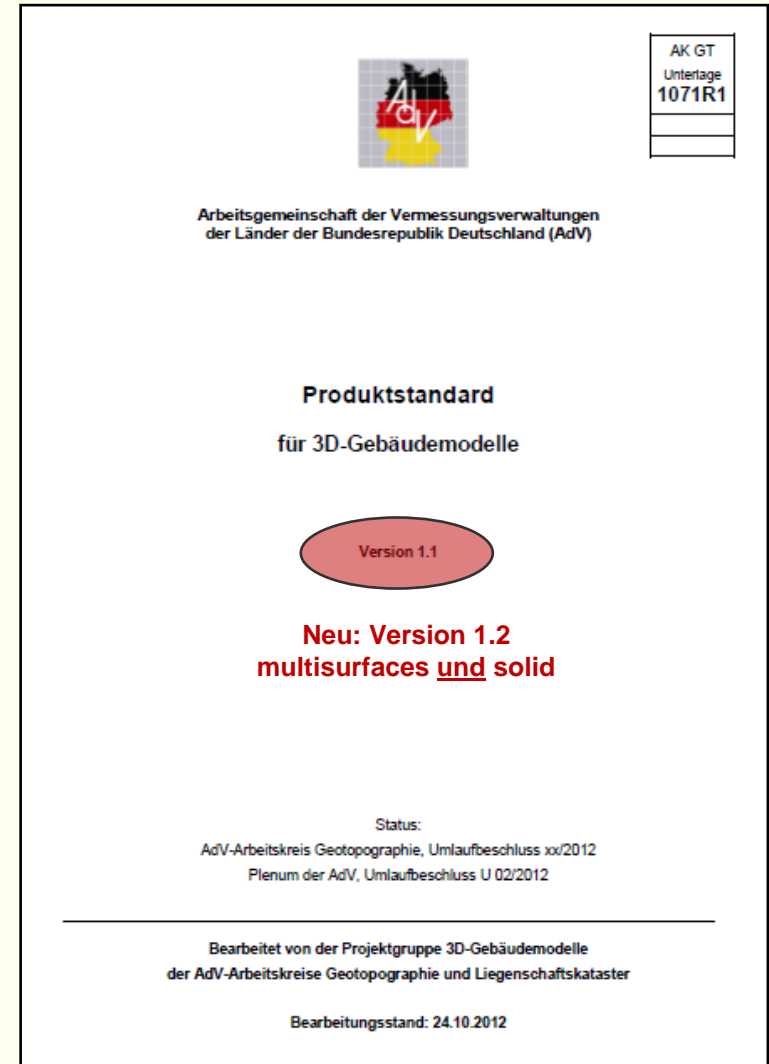 AK GT
Unterlage
1071R1
AdV
Arbeitsgemeinschaft der Vermessungsverwaltungen
der Länder der Bundesrepublik Deutschland (AdV)
Produktstandard
für 3D-Gebäudemodelle
Version 1.1
Neu: Version 1.2
multisurfaces und solid
Status:
AdV-Arbeitskreis Geotopographie, Umlaufbeschluss xx/2012
Plenum der AdV, Umlaufbeschluss U 02/2012
Bearbeitet von der Projektgruppe 3D-Gebäudemodelle
der AdV-Arbeitskreise Geotopographie und Liegenschaftskataster
Bearbeitungsstand: 24.10.2012